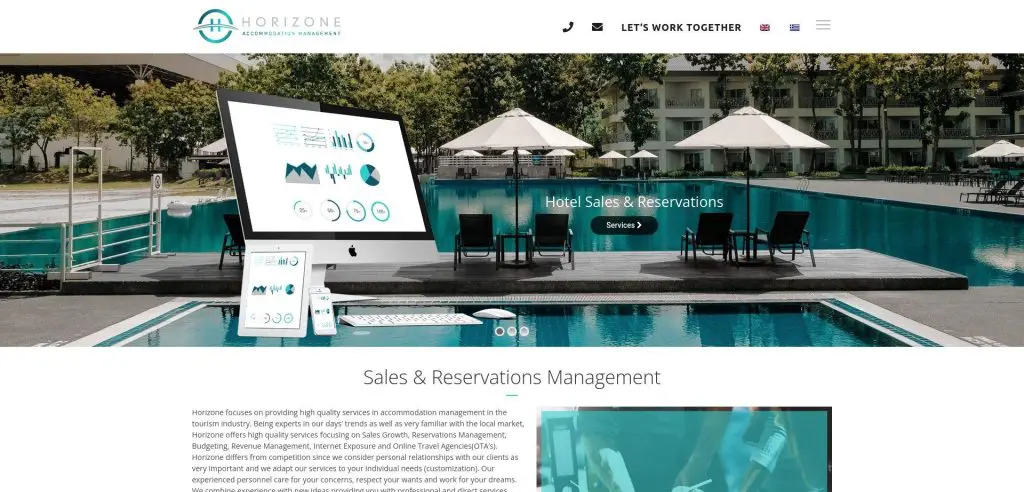 HORIZONE
ACCOMMODATION MANAGEMENT
LET'S WORK TOGETHER
Hotel Sales & Reservations
Services
Sales & Reservations Management
Horizone focuses on providing high quality services in accommodation management in the
tourism industry. Being experts in our days' trends as well as very familiar with the local market,
Horizone offers high quality services focusing on Sales Growth, Reservations Management,
Budgeting, Revenue Management, Internet Exposure and Online Travel Agencies(OTA's).
Horizone differs from competition since we consider personal relationships with our clients as
very important and we adapt our services to your individual needs (customization). Our
experienced personnel care for your concerns, respect your wants and work for your dreams.
We combine experience with new ideas providing you with professional and direct services